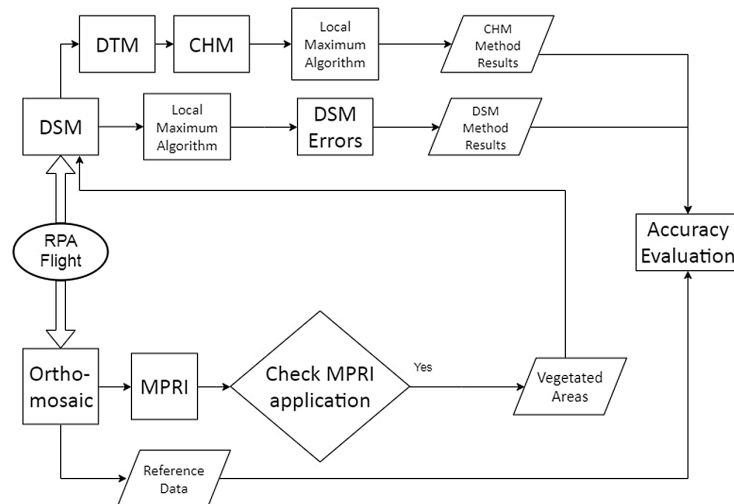 DTM
CHM
Local
Maximum
Algorithm
CHM
Method
Results
DSM
Local
Maximum
Algorithm
DSM
Errors
DSM
Method
Results
RPA
Flight
Accuracy
Evaluation
Ortho-
mosaic
MPRI
Check MPRI
application
Yes
Vegetated
Areas
Reference
Data